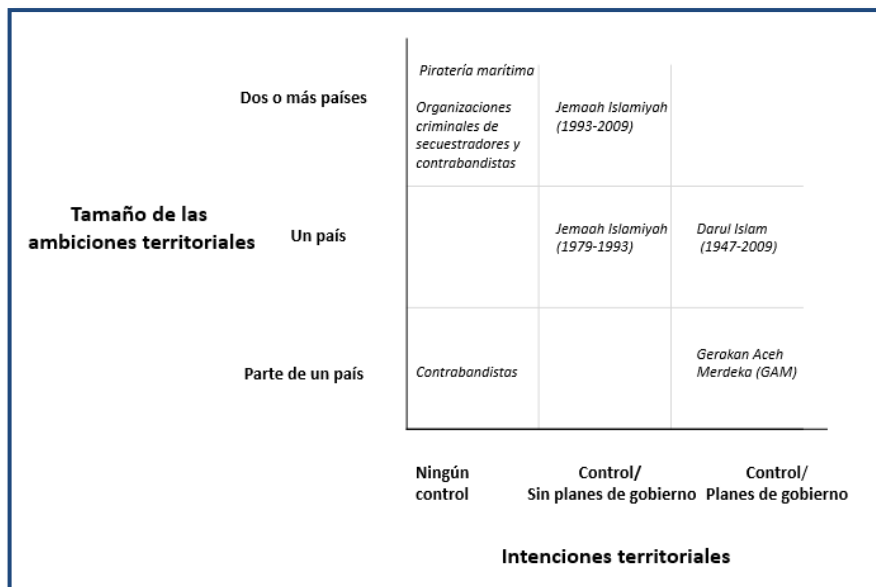 Piratería marítima
Dos o más países
Organizaciones
criminales de
secuestradores y
contrabandistas
Jemaah Islamiyah
(1993-2009)
Tamaño de las
ambiciones territoriales
Un país
Jemaah Islamiyah
(1979-1993)
Darul Islam
(1947-2009)
Parte de un país
Contrabandistas
Gerakan Aceh
Merdeka (GAM)
Ningún
control
Control/
Sin planes de gobierno
Control/
Planes de gobierno
Intenciones territoriales